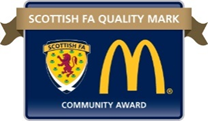 SCOTTISH FA QUALITY MARK
SCOTTISH FA
M®
COMMUNITY AWARD